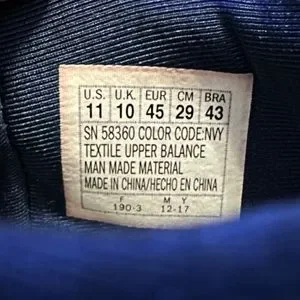 U.S. U.K. EUR CM BRA
11 10 45 29 43
SN 58360 COLOR CODE:NVY
TEXTILE UPPER BALANCE
MAN MADE MATERIAL
MADE IN CHINA/HECHO EN CHINA
F M Y
190-3 12-17